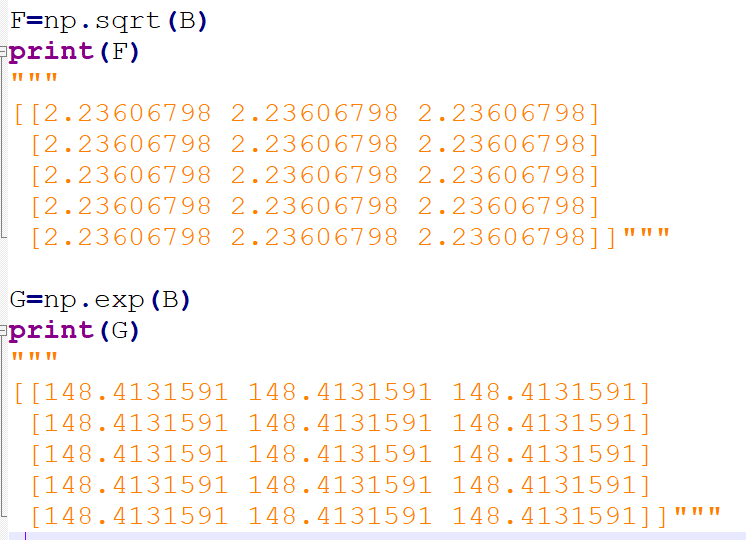 F=np.sqrt(B)
print(F)
"""
[[2.23606798 2.23606798 2.23606798]
 [2.23606798 2.23606798 2.23606798]
 [2.23606798 2.23606798 2.23606798]
 [2.23606798 2.23606798 2.23606798]
 [2.23606798 2.23606798 2.23606798]]"""

G=np.exp(B)
print(G)
"""
[[148.4131591 148.4131591 148.4131591]
 [148.4131591 148.4131591 148.4131591]
 [148.4131591 148.4131591 148.4131591]
 [148.4131591 148.4131591 148.4131591]
 [148.4131591 148.4131591 148.4131591]]"""